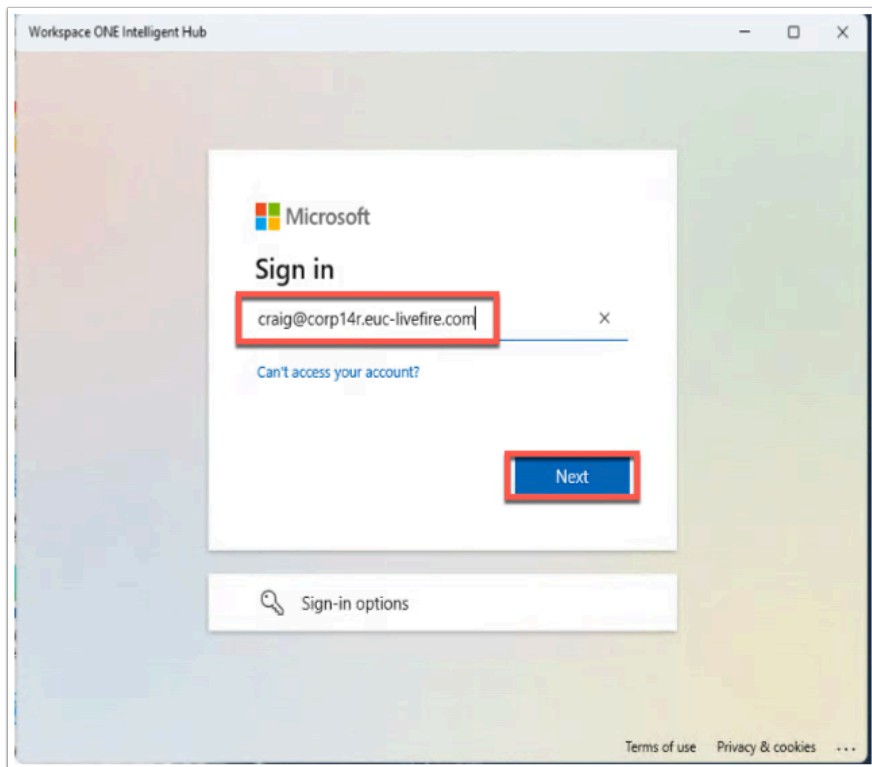 Workspace ONE Intelligent Hub
Microsoft
Sign in
craig@corp14r.euc-livefire.com
Can't access your account?
Next
Sign-in options
Terms of use Privacy & cookies ...